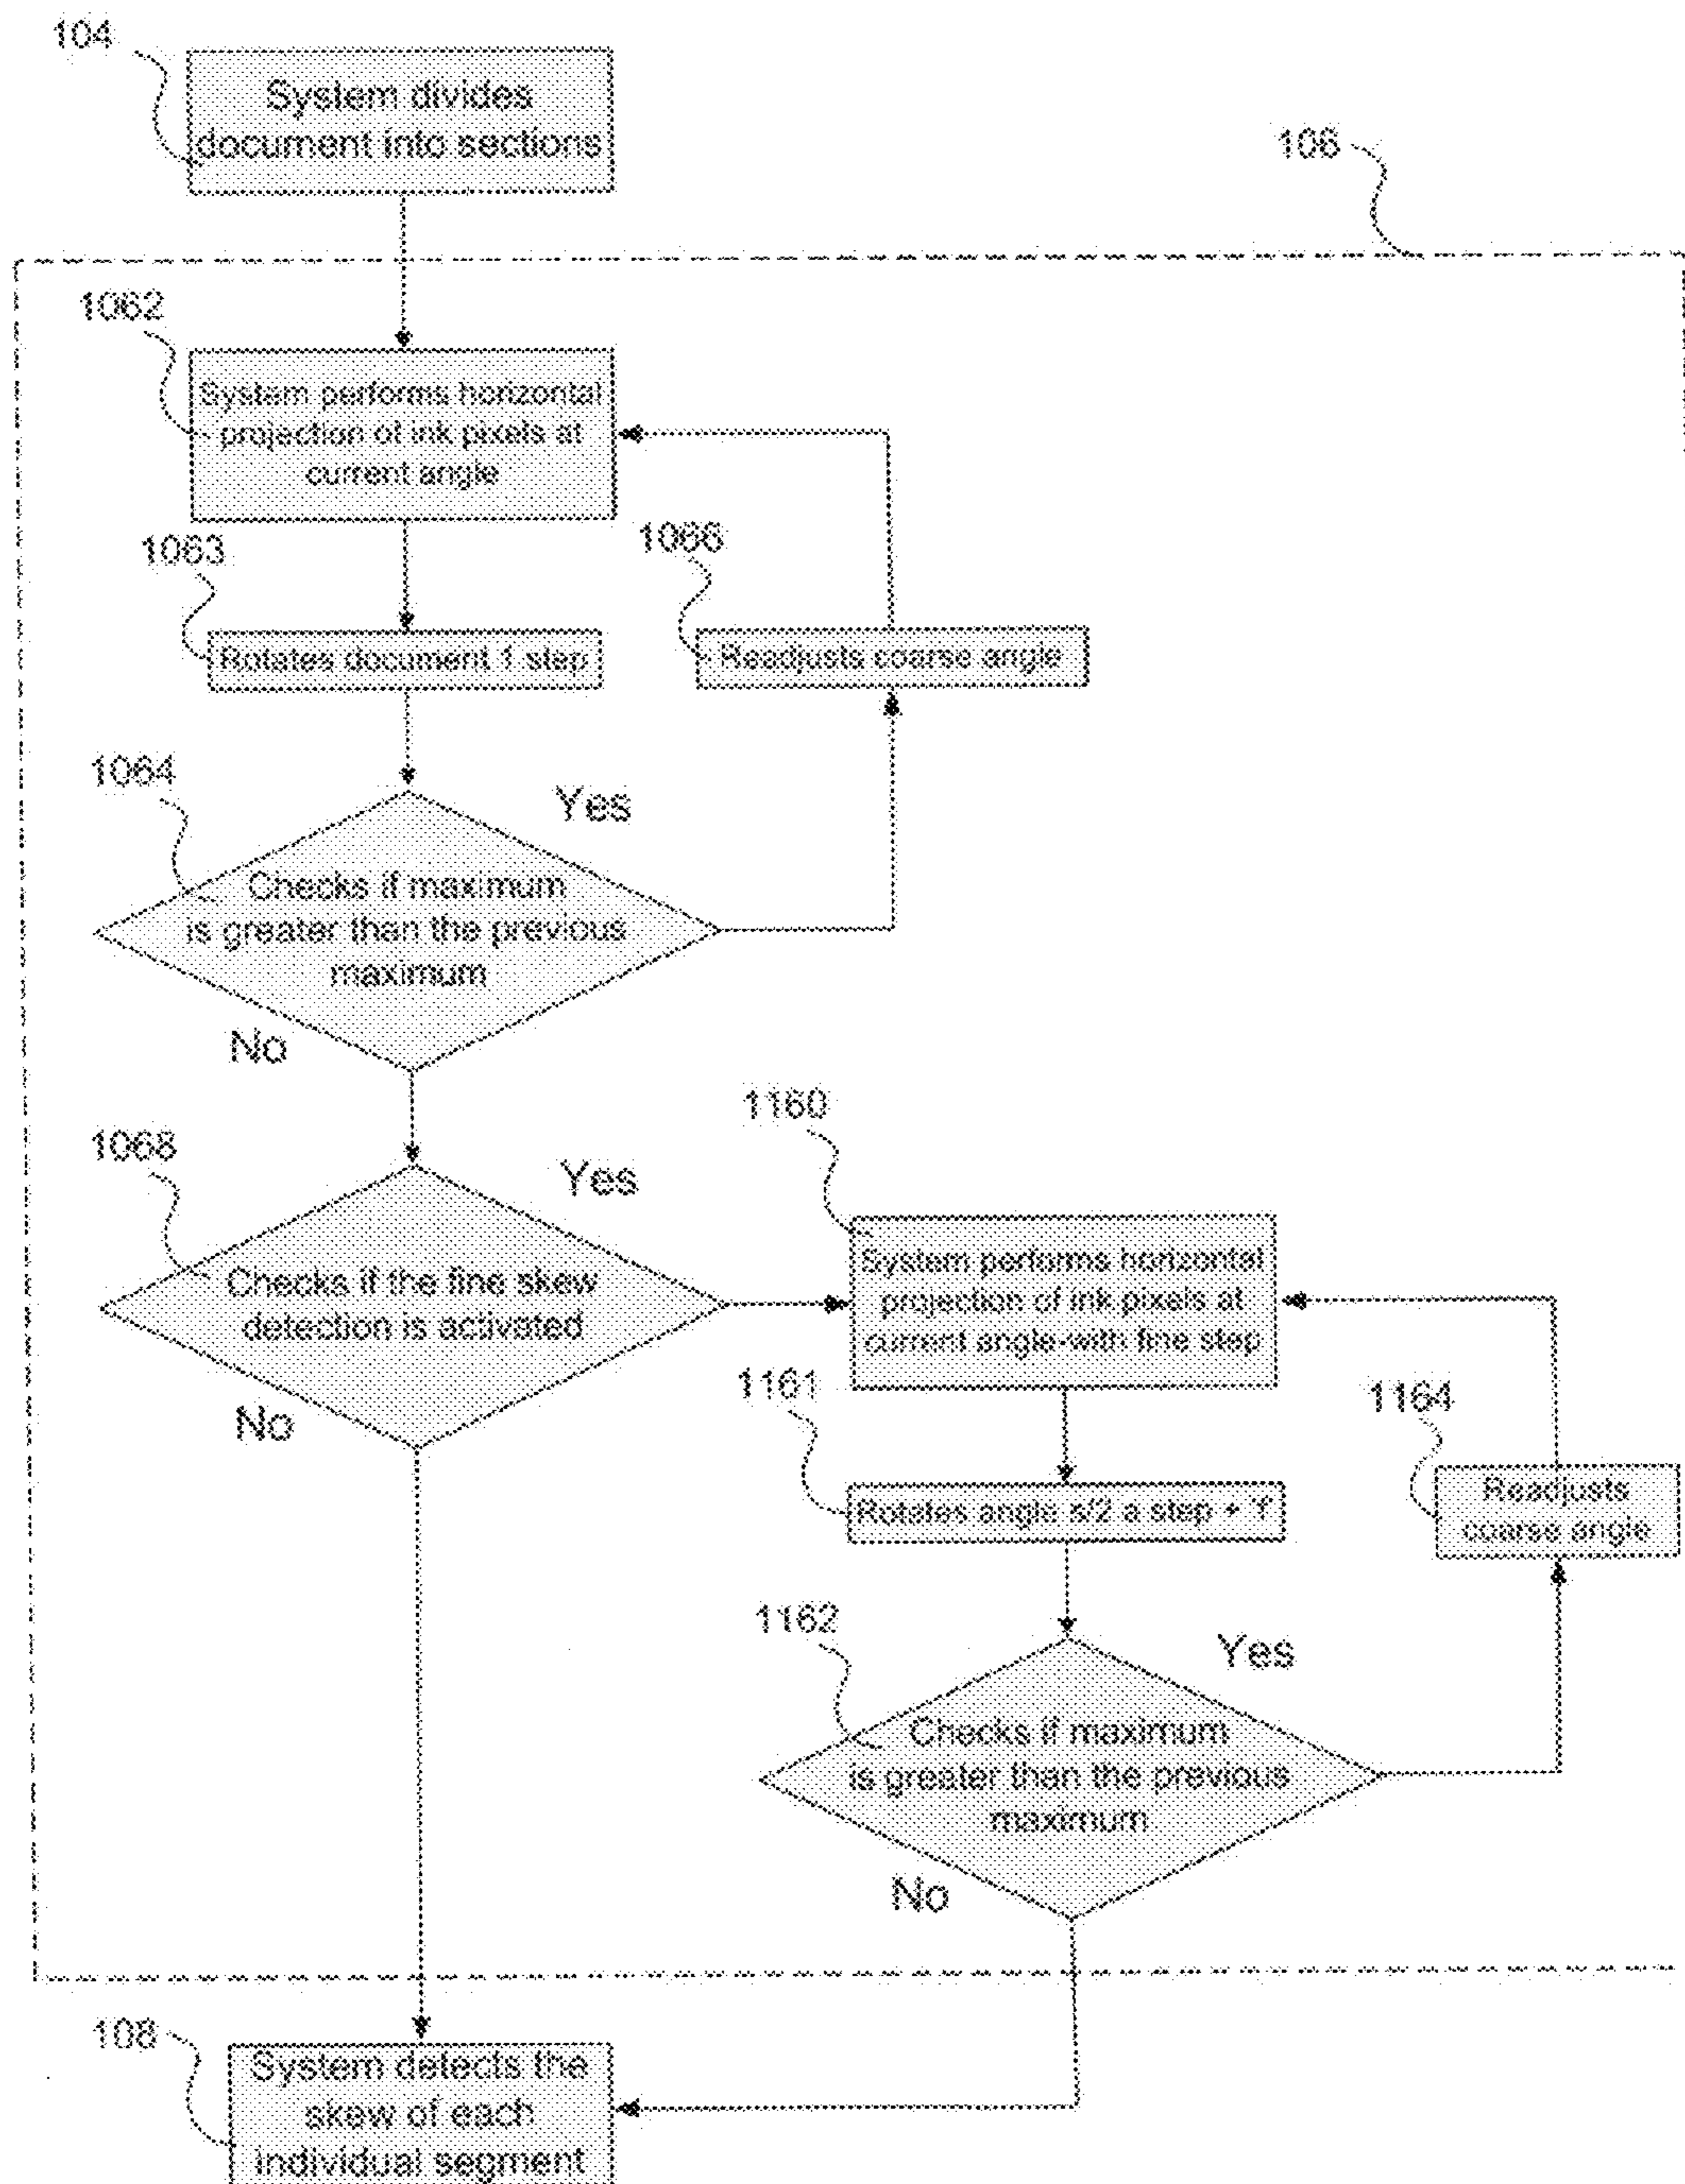 104
System divides
document into sections
106
1062
System performs horizontal
projection of ink pixels at
current angle
1063
1066
Rotates document 1 step
Readjusts coarse angle
1064
Yes
Checks if maximum
is greater than the previous
maximum
No
1160
1068
Yes
System performs horizontal
projection of ink pixels at
current angle-with fine step
Checks if the fine skew
detection is activated
1161
1164
No
Rotates angle s/2 a step +
Readjusts
coarse angle
1162
Yes
Checks if maximum
is greater than the previous
maximum
No
108
System detects the
skew of each
individual segment